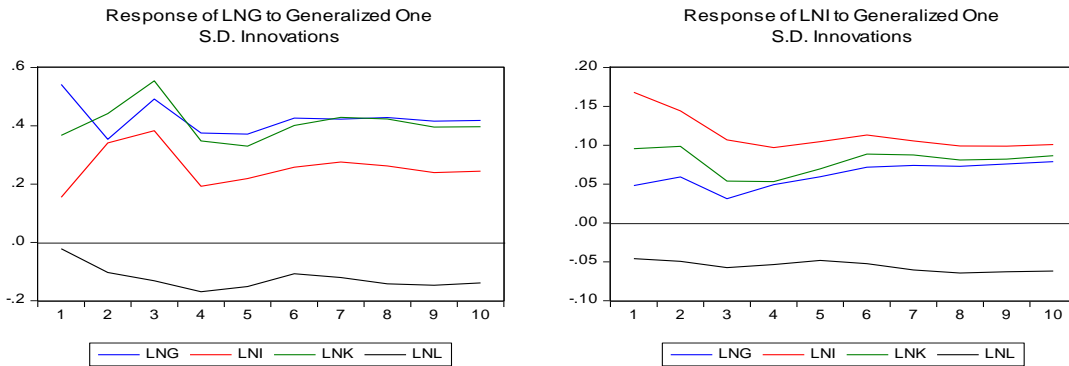 Response of LNG to Generalized One
S.D. Innovations
.6
.4
.2
.0
-.2
1 2 3 4 5 6 7 8 9 10
LNG LNI LNK LNL
Response of LNI to Generalized One
S.D. Innovations
.20
.15
.10
.05
.00
-.05
-.10
1 2 3 4 5 6 7 8 9 10
LNG LNI LNK LNL